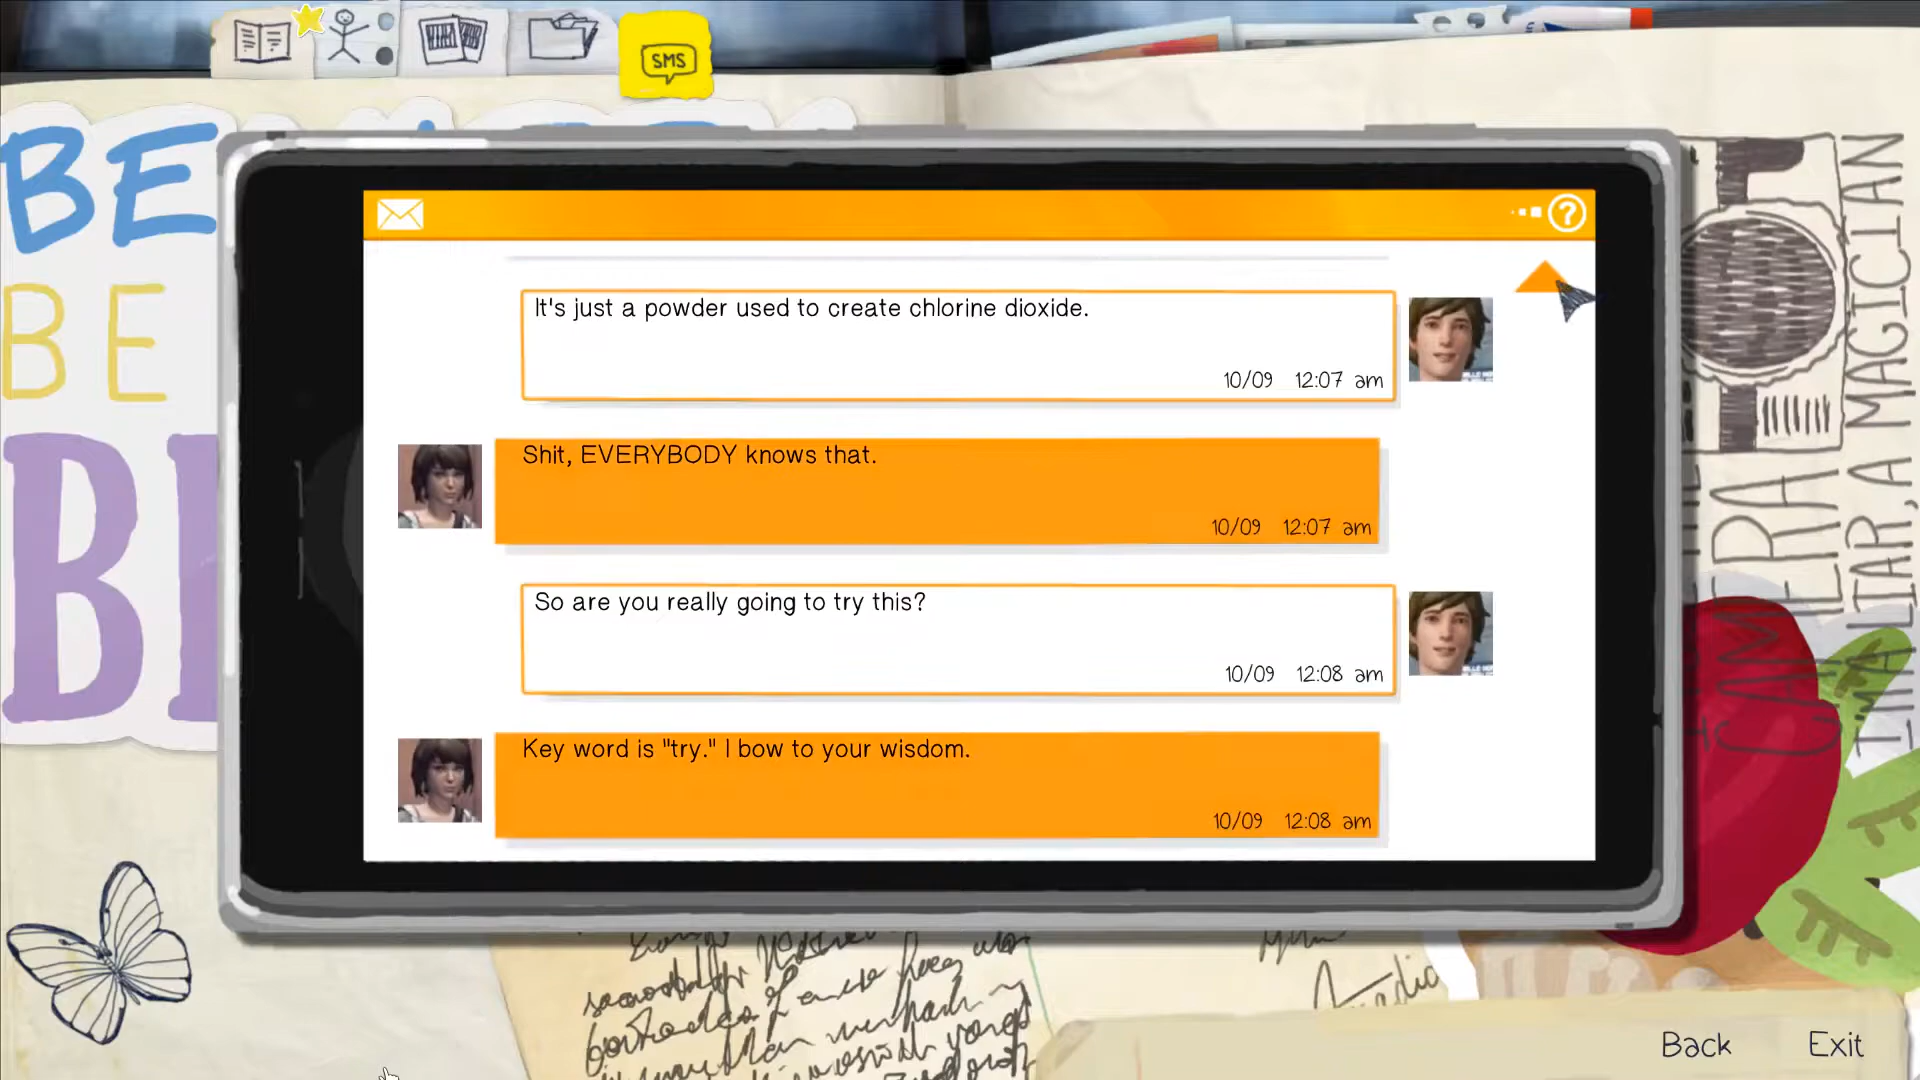 SMS
BE
BE
It's just a powder used to create chlorine dioxide.
10/09 12:07 am
Shit, EVERYBODY knows that.
10/09 12:07 am
So are you really going to try this?
10/09 12:08 am
Key word is "try." I bow to your wisdom.
10/09 12:08 am
CAMERA
I'M A LIAR, A MAGICIAN
Back
Exit